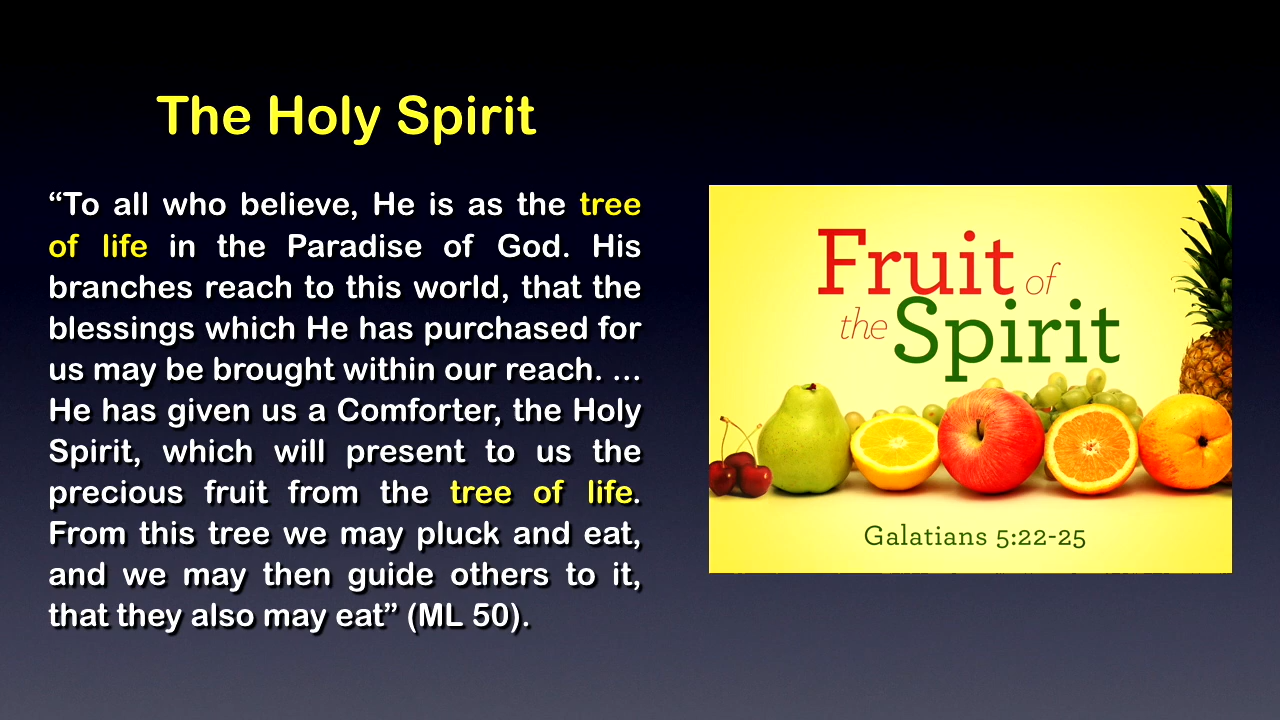 The Holy Spirit
“To all who believe, He is as the tree
of life in the Paradise of God. His
branches reach to this world, that the
blessings which He has purchased for
us may be brought within our reach. …
He has given us a Comforter, the Holy
Spirit, which will present to us the
precious fruit from the tree of life.
From this tree we may pluck and eat,
and we may then guide others to it,
that they also may eat” (ML 50).
Fruit of
the Spirit
Galatians 5:22-25